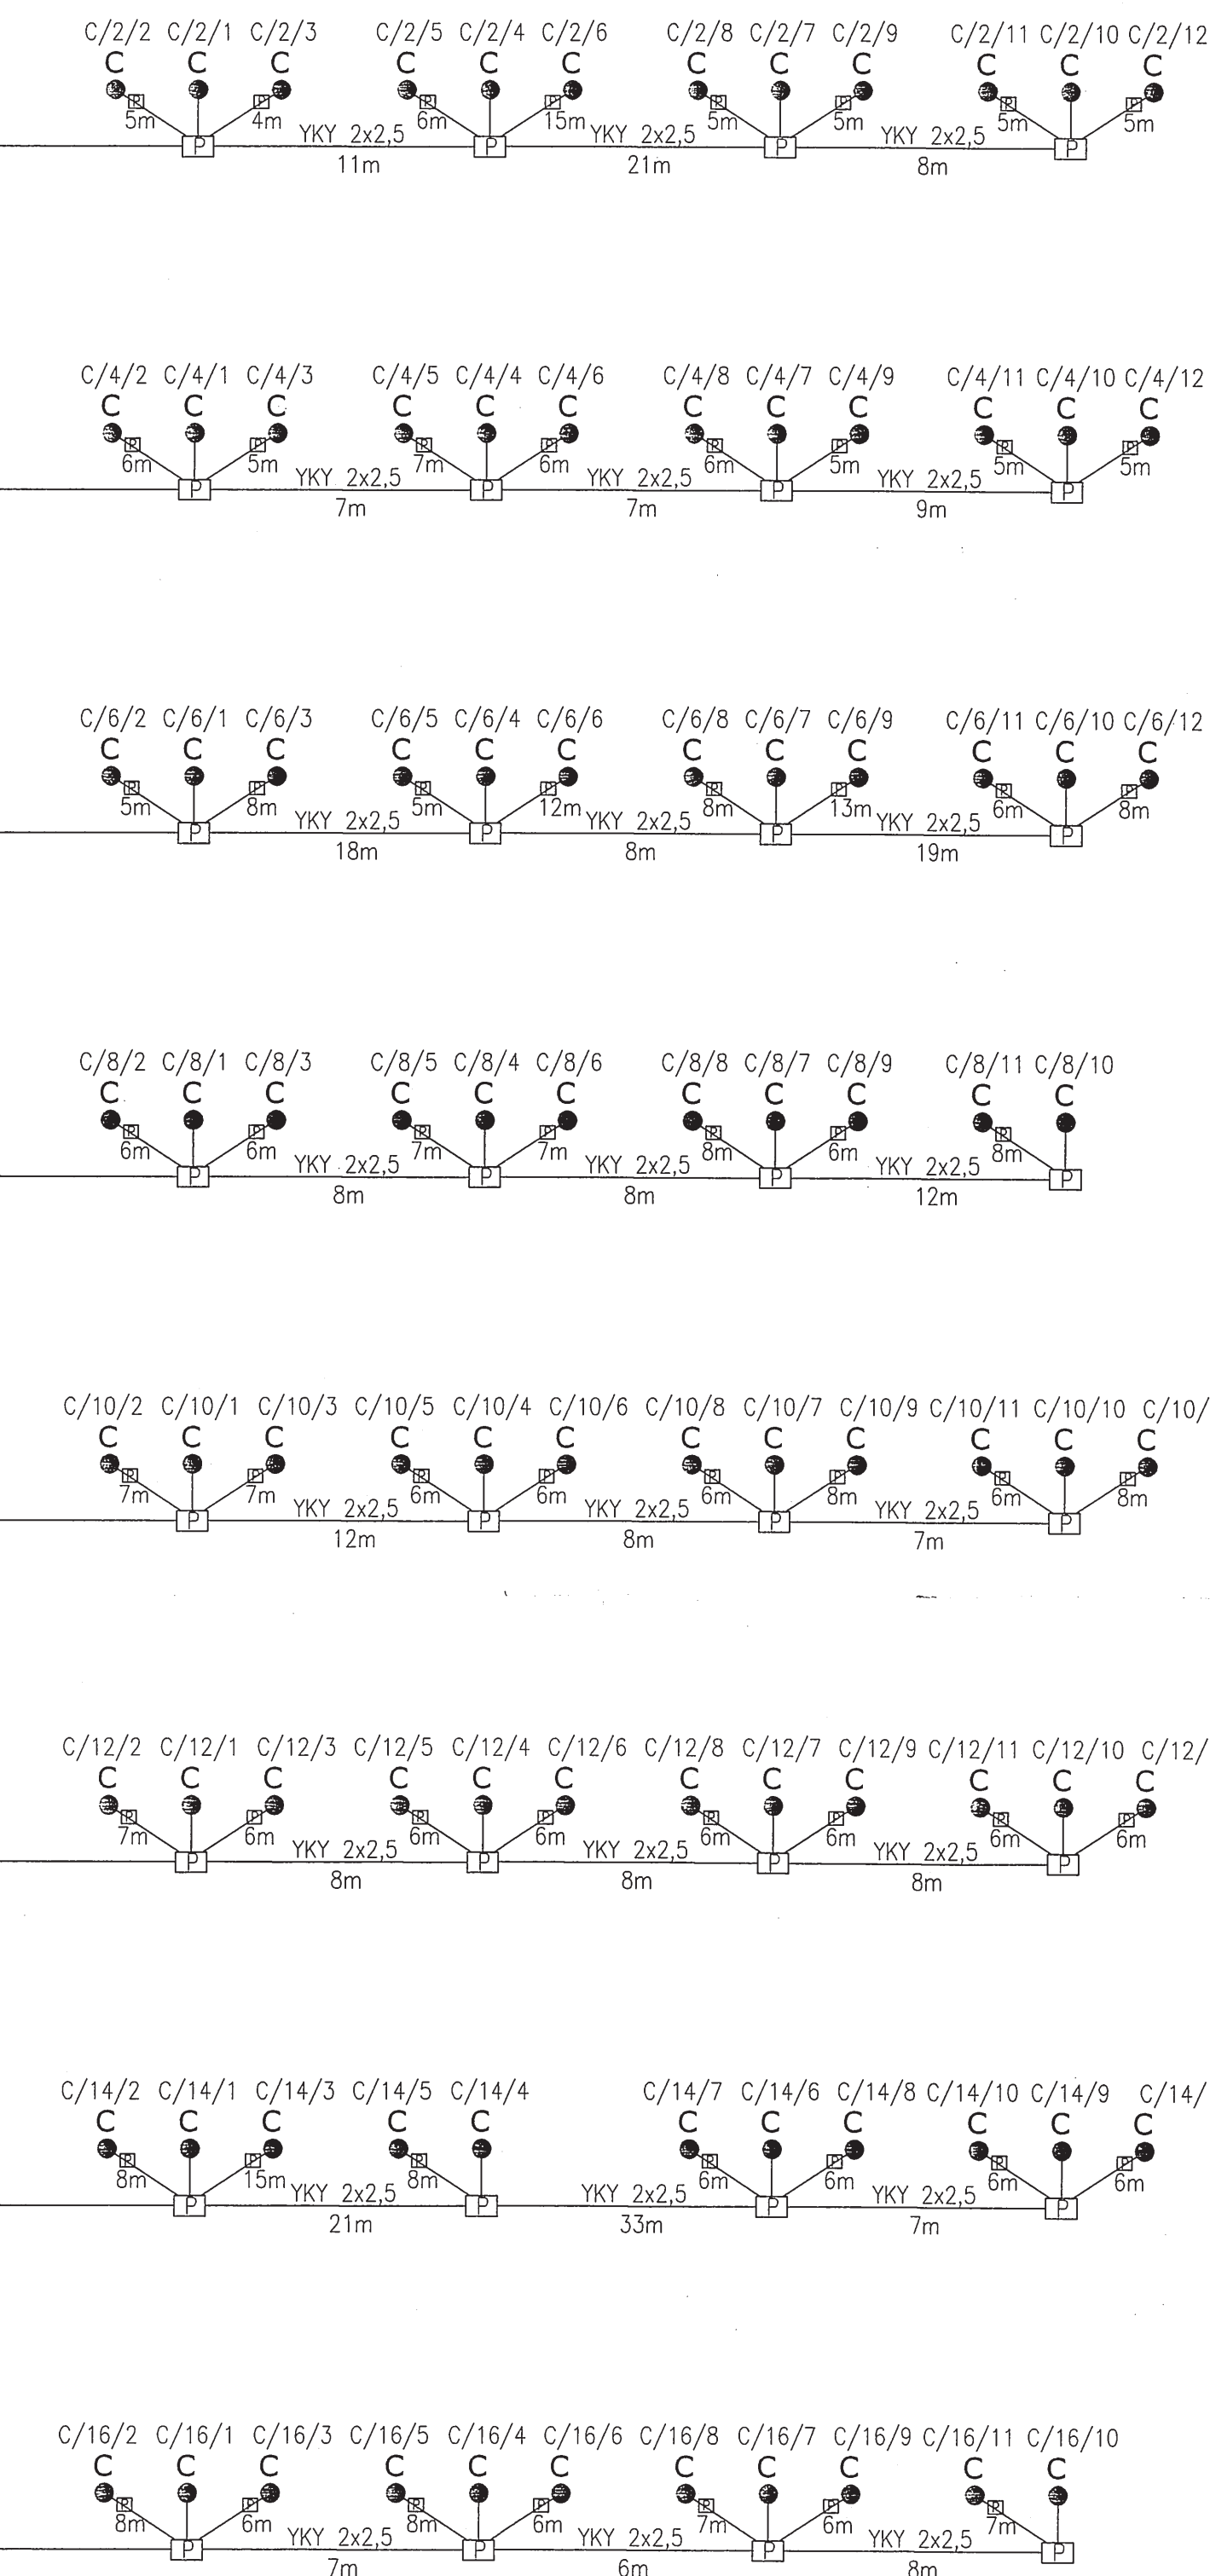 C/2/2 C/2/1 C/2/3 C/2/5 C/2/4 C/2/6 C/2/8 C/2/7 C/2/9 C/2/11 C/2/10 C/2/12
C C C C C C C C C C C C
P P P P P P P P
5m 4m 6m 15m 5m 5m 5m 5m
P YKY 2x2,5 P YKY 2x2,5 P YKY 2x2,5 P
11m 21m 8m
C/4/2 C/4/1 C/4/3 C/4/5 C/4/4 C/4/6 C/4/8 C/4/7 C/4/9 C/4/11 C/4/10 C/4/12
C C C C C C C C C C C C
P P P P P P P P
6m 5m 7m 6m 6m 5m 5m 5m
P YKY 2x2,5 P YKY 2x2,5 P YKY 2x2,5 P
7m 7m 9m
C/6/2 C/6/1 C/6/3 C/6/5 C/6/4 C/6/6 C/6/8 C/6/7 C/6/9 C/6/11 C/6/10 C/6/12
C C C C C C C C C C C C
P P P P P P P P
5m 8m 5m 12m 8m 13m 6m 8m
P YKY 2x2,5 P YKY 2x2,5 P YKY 2x2,5 P
18m 8m 19m
C/8/2 C/8/1 C/8/3 C/8/5 C/8/4 C/8/6 C/8/8 C/8/7 C/8/9 C/8/11 C/8/10
C C C C C C C C C C C
P P P P P P P
6m 6m 7m 7m 8m 6m 8m
P YKY 2x2,5 P YKY 2x2,5 P YKY 2x2,5 P
8m 8m 12m
C/10/2 C/10/1 C/10/3 C/10/5 C/10/4 C/10/6 C/10/8 C/10/7 C/10/9 C/10/11 C/10/10 C/10/
C C C C C C C C C C C C
P P P P P P P P
7m 7m 6m 6m 6m 8m 6m 8m
P YKY 2x2,5 P YKY 2x2,5 P YKY 2x2,5 P
12m 8m 7m
C/12/2 C/12/1 C/12/3 C/12/5 C/12/4 C/12/6 C/12/8 C/12/7 C/12/9 C/12/11 C/12/10 C/12/
C C C C C C C C C C C C
P P P P P P P P
7m 6m 6m 6m 6m 6m 6m 6m
P YKY 2x2,5 P YKY 2x2,5 P YKY 2x2,5 P
8m 8m 8m
C/14/2 C/14/1 C/14/3 C/14/5 C/14/4 C/14/7 C/14/6 C/14/8 C/14/10 C/14/9 C/14/
C C C C C C C C C C C
P P P P P P P
8m 15m 8m 6m 6m 6m 6m
P YKY 2x2,5 P YKY 2x2,5 P YKY 2x2,5 P
21m 33m 7m
C/16/2 C/16/1 C/16/3 C/16/5 C/16/4 C/16/6 C/16/8 C/16/7 C/16/9 C/16/11 C/16/10
C C C C C C C C C C C
P P P P P P P
8m 6m 8m 6m 7m 6m 7m
P YKY 2x2,5 P YKY 2x2,5 P YKY 2x2,5 P
7m 6m 8m